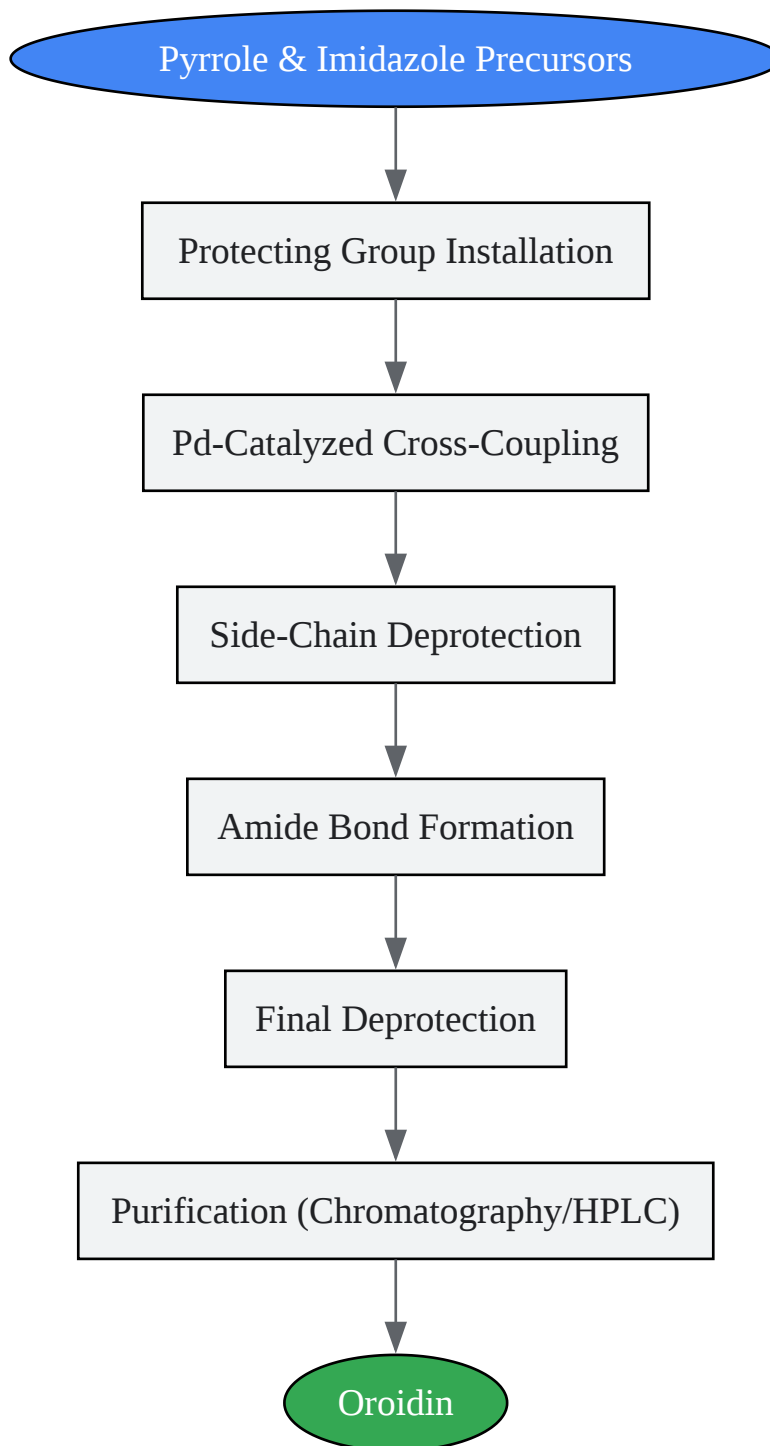 Pyrrole & Imidazole Precursors
Protecting Group Installation
Pd-Catalyzed Cross-Coupling
Side-Chain Deprotection
Amide Bond Formation
Final Deprotection
Purification (Chromatography/HPLC)
Oroidin